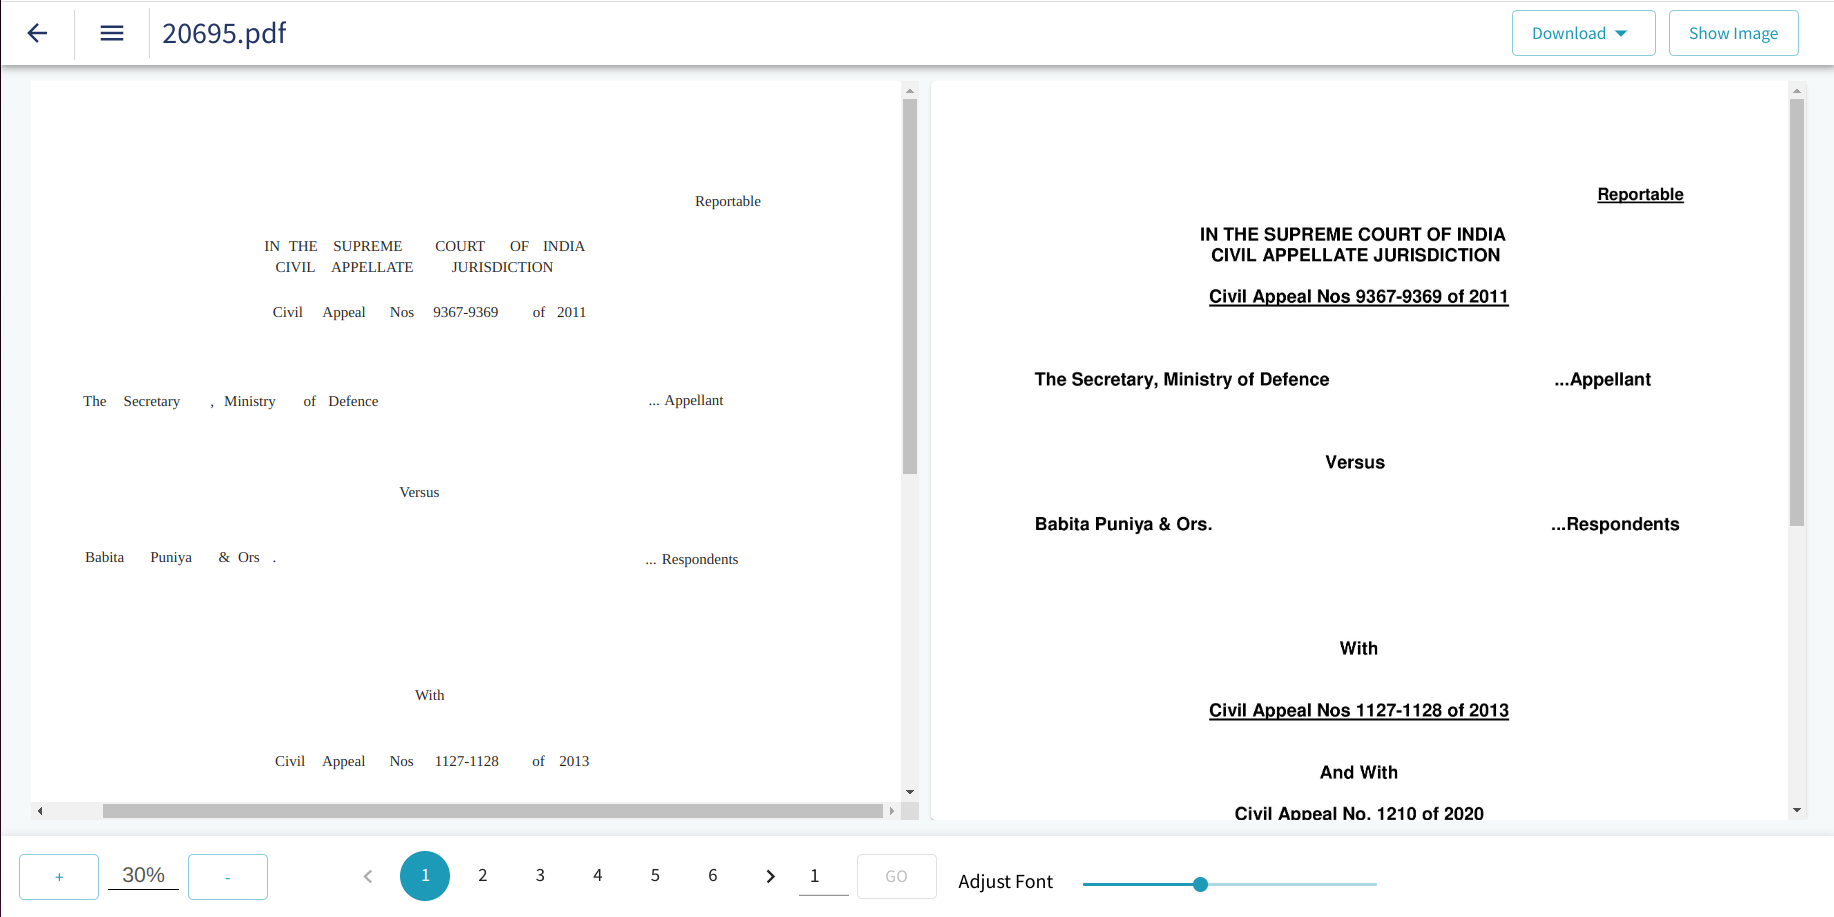 20695.pdf
Download
Show Image
Reportable
IN THE SUPREME COURT OF INDIA
CIVIL APPELLATE JURISDICTION
Civil Appeal Nos 9367-9369 of 2011
The Secretary , Ministry of Defence ... Appellant
Versus
Babita Puniya & Ors . ... Respondents
With
Civil Appeal Nos 1127-1128 of 2013
Reportable
IN THE SUPREME COURT OF INDIA
CIVIL APPELLATE JURISDICTION
Civil Appeal Nos 9367-9369 of 2011
The Secretary, Ministry of Defence ...Appellant
Versus
Babita Puniya & Ors. ...Respondents
With
Civil Appeal Nos 1127-1128 of 2013
And With
Civil Appeal No. 1210 of 2020
+ 30% - 1 2 3 4 5 6 1 GO Adjust Font